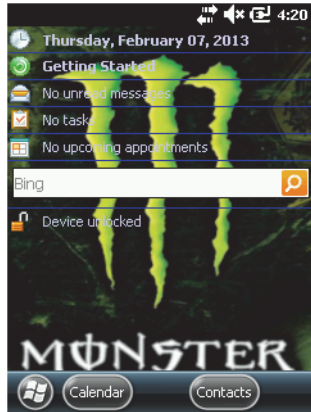 4:20
Thursday, February 07, 2013
Getting Started
No unread messages
No tasks
No upcoming appointments
Bing
Device unlocked
MONSTER
Calendar
Contacts